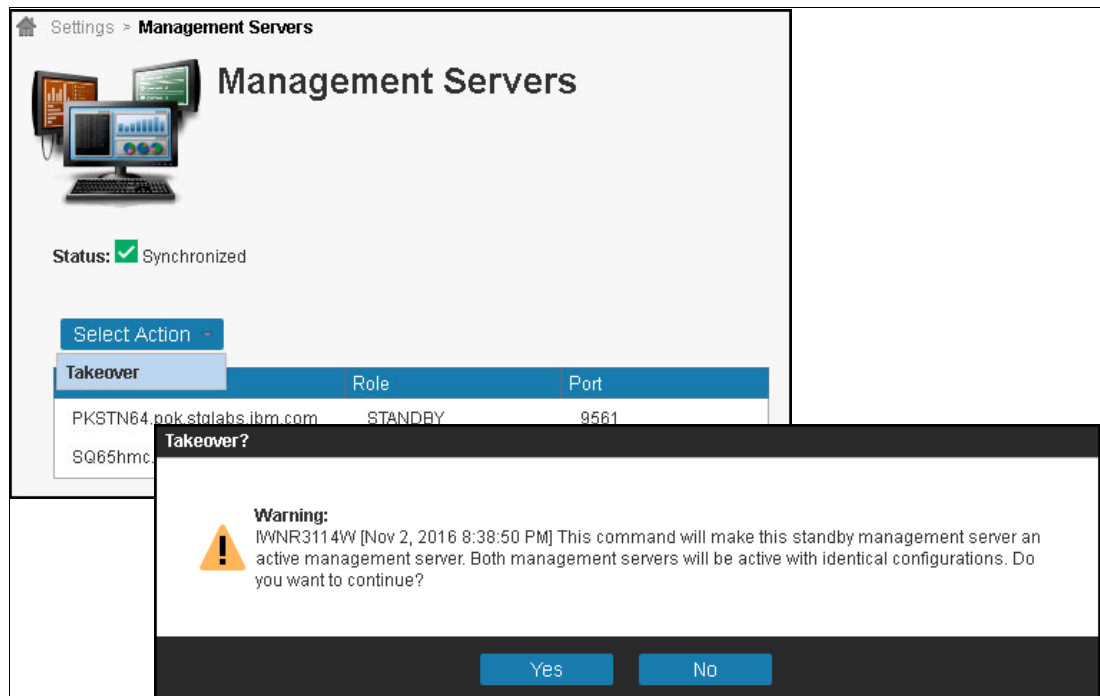 Settings > Management Servers
Management Servers
Status: Synchronized
Select Action
Takeover
Role Port
PKSTN64.pok.stglabs.ibm.com STANDBY 9561
SQ65hmc.
Takeover?
Warning:
IWNR3114W [Nov 2, 2016 8:38:50 PM] This command will make this standby management server an
active management server. Both management servers will be active with identical configurations. Do
you want to continue?
Yes No